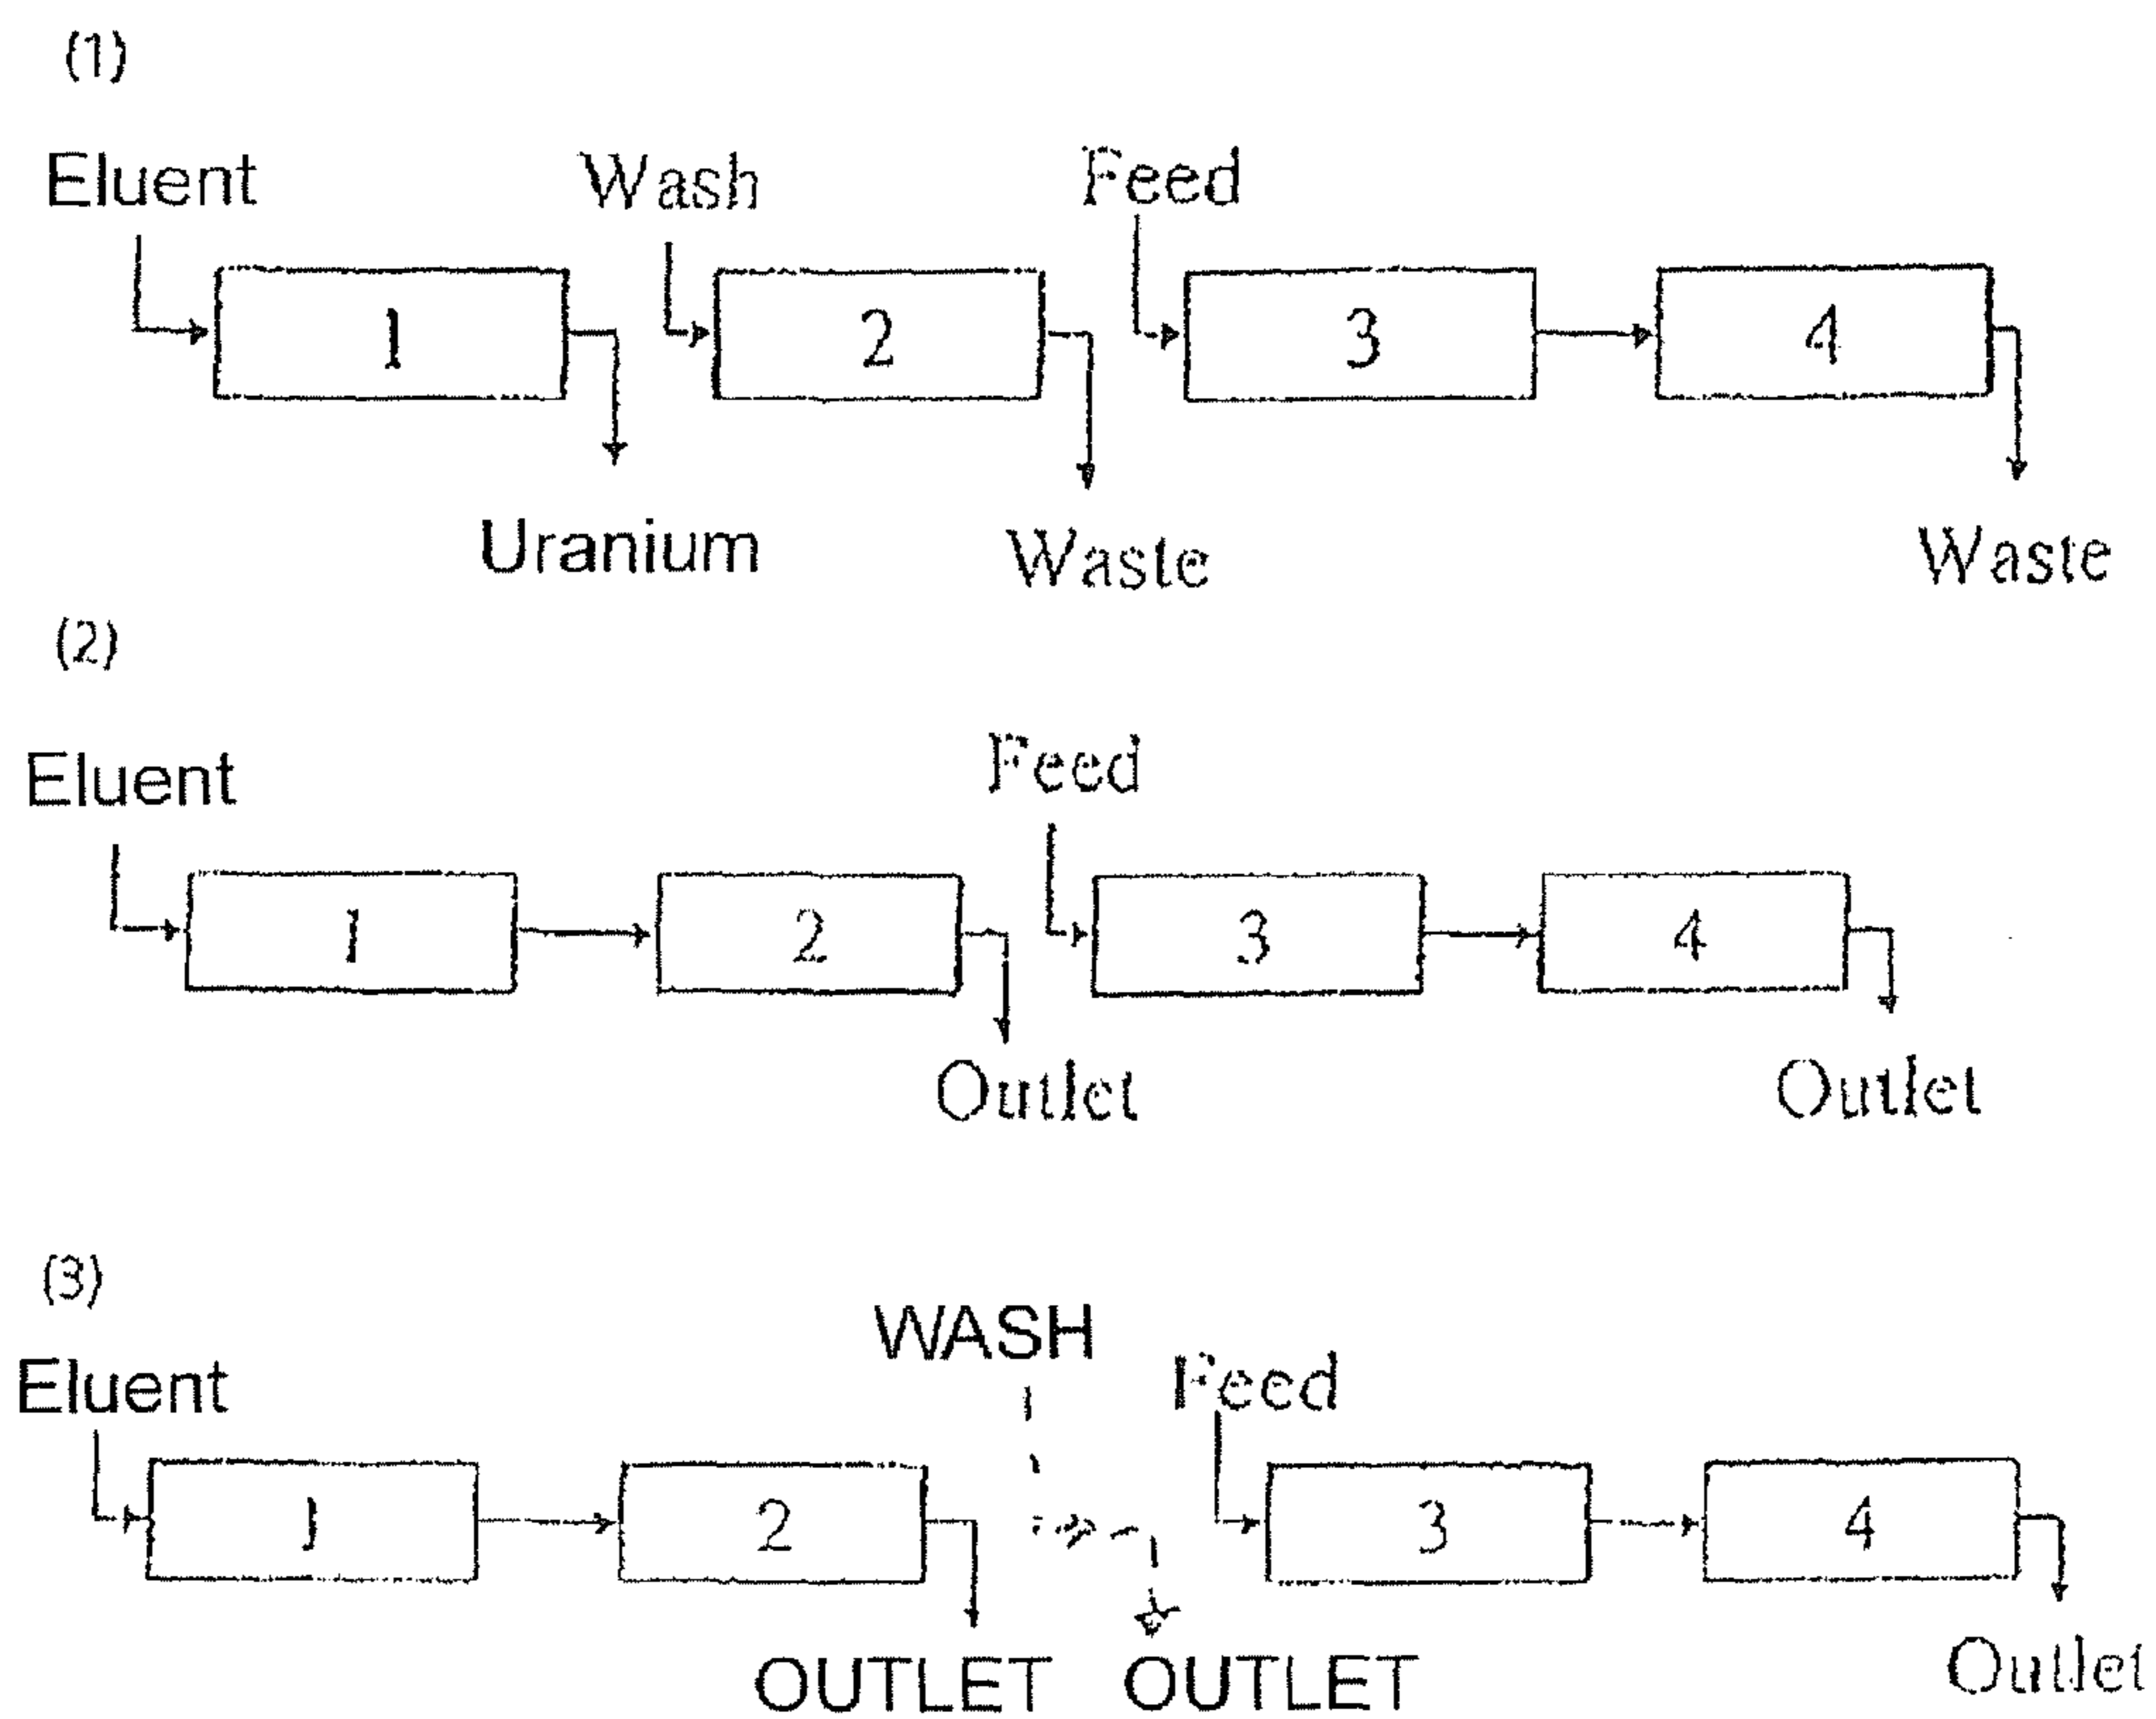 (1)
Eluent Wash Feed
1 2 3 4
Uranium Waste Waste
(2)
Eluent Feed
1 2 3 4
Outlet Outlet
(3)
WASH
Eluent Feed
1 2 3 4
OUTLET OUTLET Outlet